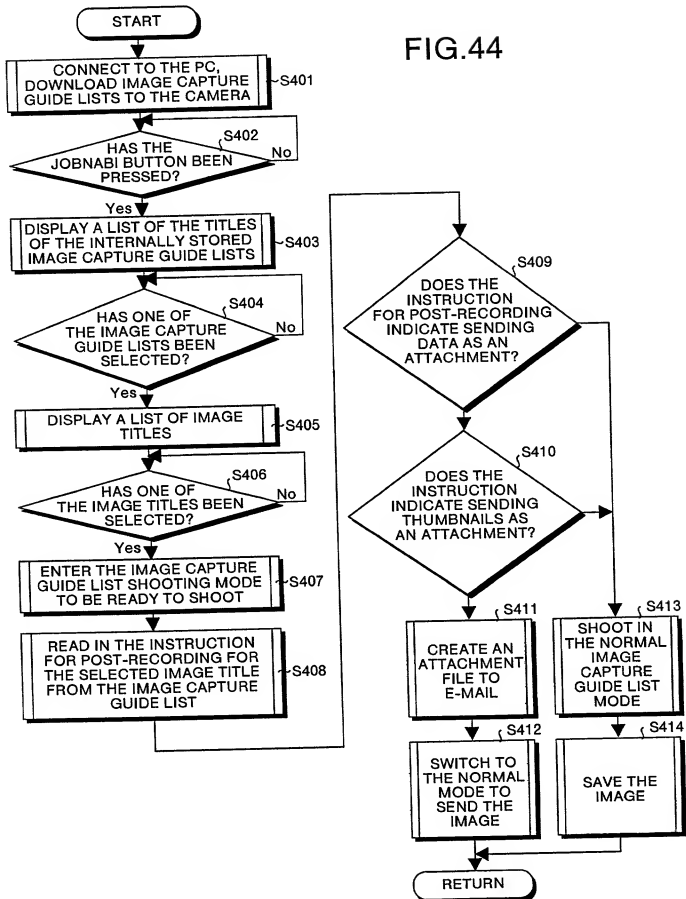 FIG.44
START
CONNECT TO THE PC,
DOWNLOAD IMAGE CAPTURE
GUIDE LISTS TO THE CAMERA
S401
S402
HAS THE
JOBNABI BUTTON BEEN
PRESSED?
No
Yes
DISPLAY A LIST OF THE TITLES
OF THE INTERNALLY STORED
IMAGE CAPTURE GUIDE LISTS
S403
S404
HAS ONE OF
THE IMAGE CAPTURE
GUIDE LISTS BEEN
SELECTED?
No
Yes
DISPLAY A LIST OF IMAGE
TITLES
S405
S406
HAS ONE OF
THE IMAGE TITLES BEEN
SELECTED?
No
Yes
ENTER THE IMAGE CAPTURE
GUIDE LIST SHOOTING MODE
TO BE READY TO SHOOT
S407
READ IN THE INSTRUCTION
FOR POST-RECORDING FOR
THE SELECTED IMAGE TITLE
FROM THE IMAGE CAPTURE
GUIDE LIST
S408
S409
DOES THE
INSTRUCTION
FOR POST-RECORDING
INDICATE SENDING
DATA AS AN
ATTACHMENT?
S410
DOES THE
INSTRUCTION
INDICATE SENDING
THUMBNAILS AS
AN ATTACHMENT?
S411
CREATE AN
ATTACHMENT
FILE TO
E-MAIL
S412
SWITCH TO
THE NORMAL
MODE TO
SEND THE
IMAGE
S413
SHOOT IN
THE NORMAL
IMAGE
CAPTURE
GUIDE LIST
MODE
S414
SAVE THE
IMAGE
RETURN